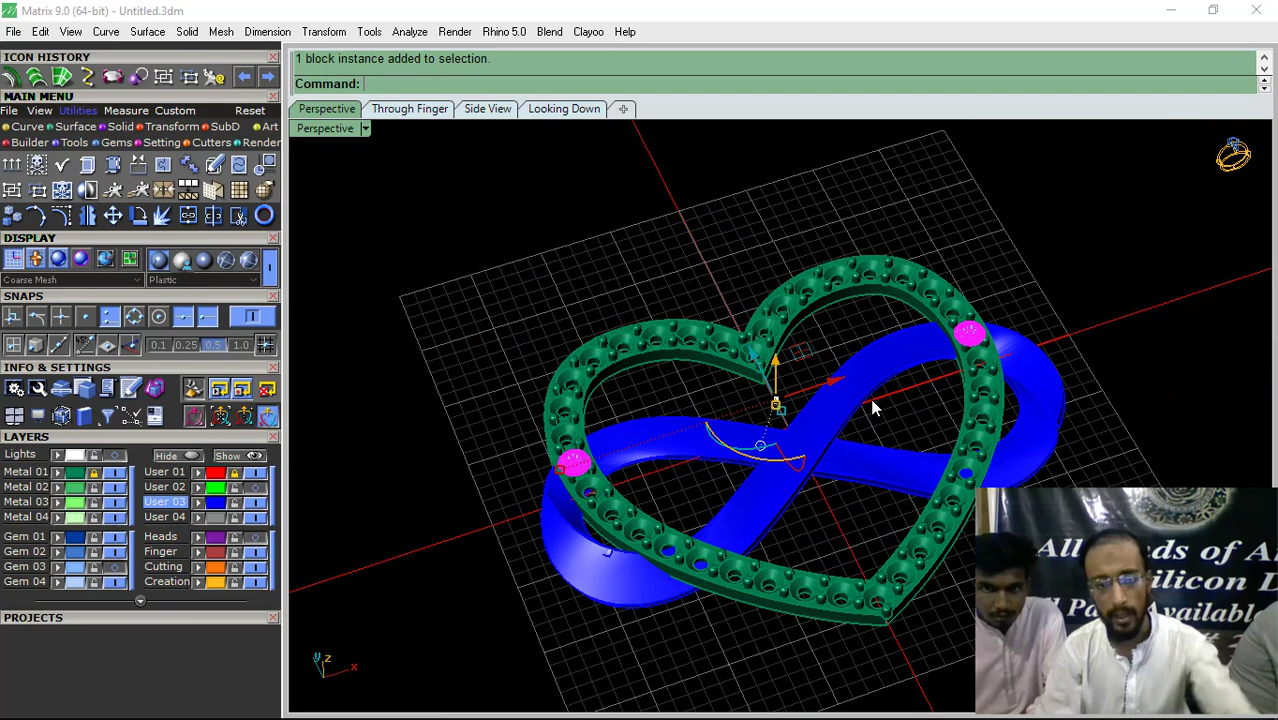 Matrix 9.0 (64-bit) - Untitled.3dm
File Edit View Curve Surface Solid Mesh Dimension Transform Tools Analyze Render Rhino 5.0 Blend Clayoo Help
ICON HISTORY
1 block instance added to selection.
Command:
MAIN MENU
File View Utilities Measure Custom Reset
Curve Surface Solid Transform SubD Art
Builder Tools Gems Setting Cutters Render
Perspective Through Finger Side View Looking Down
Perspective
DISPLAY
Coarse Mesh Plastic
SNAPS
0.1 0.25 0.5 1.0
INFO & SETTINGS
LAYERS
Lights Hide Show
Metal 01 User 01
Metal 02 User 02
Metal 03 User 03
Metal 04 User 04
Gem 01 Heads
Gem 02 Finger
Gem 03 Cutting
Gem 04 Creation
PROJECTS
y z x
All
ds of A
ilicon D
l Pa
Available